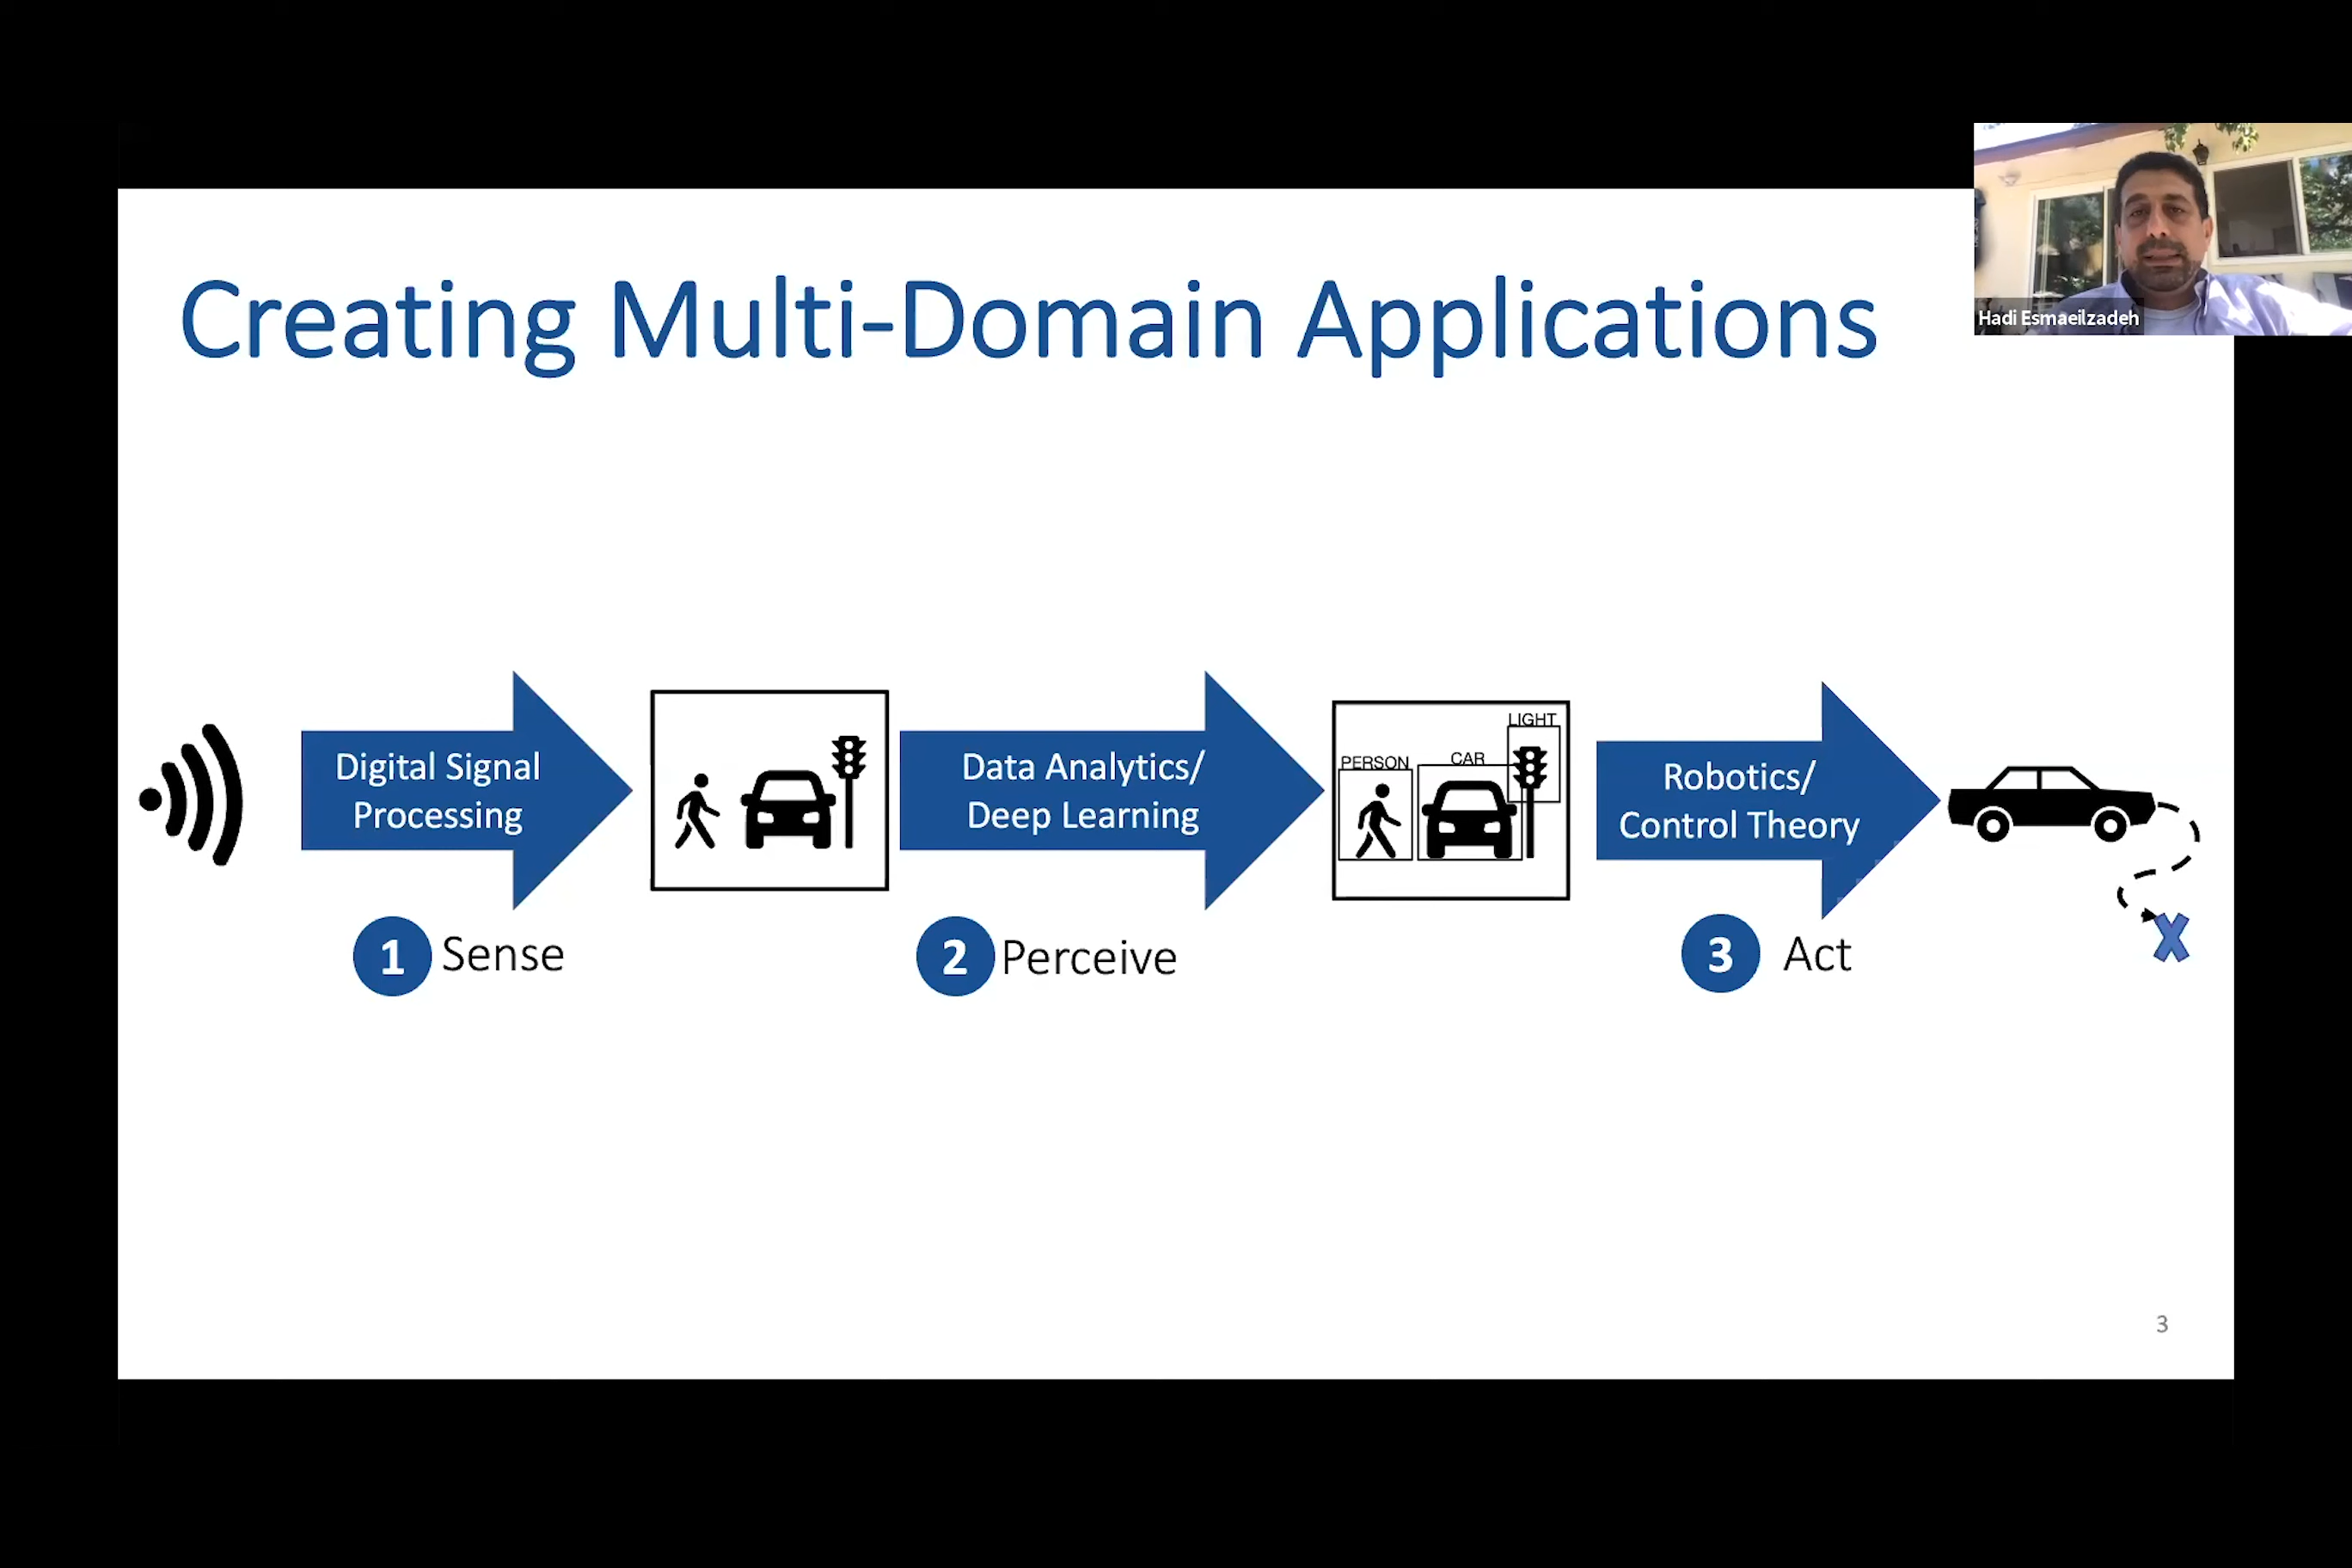 Creating Multi-Domain Applications
Hadi Esmaeilzadeh
Digital Signal
Processing
Data Analytics/
Deep Learning
PERSON
CAR
LIGHT
Robotics/
Control Theory
1 Sense
2 Perceive
3 Act
3